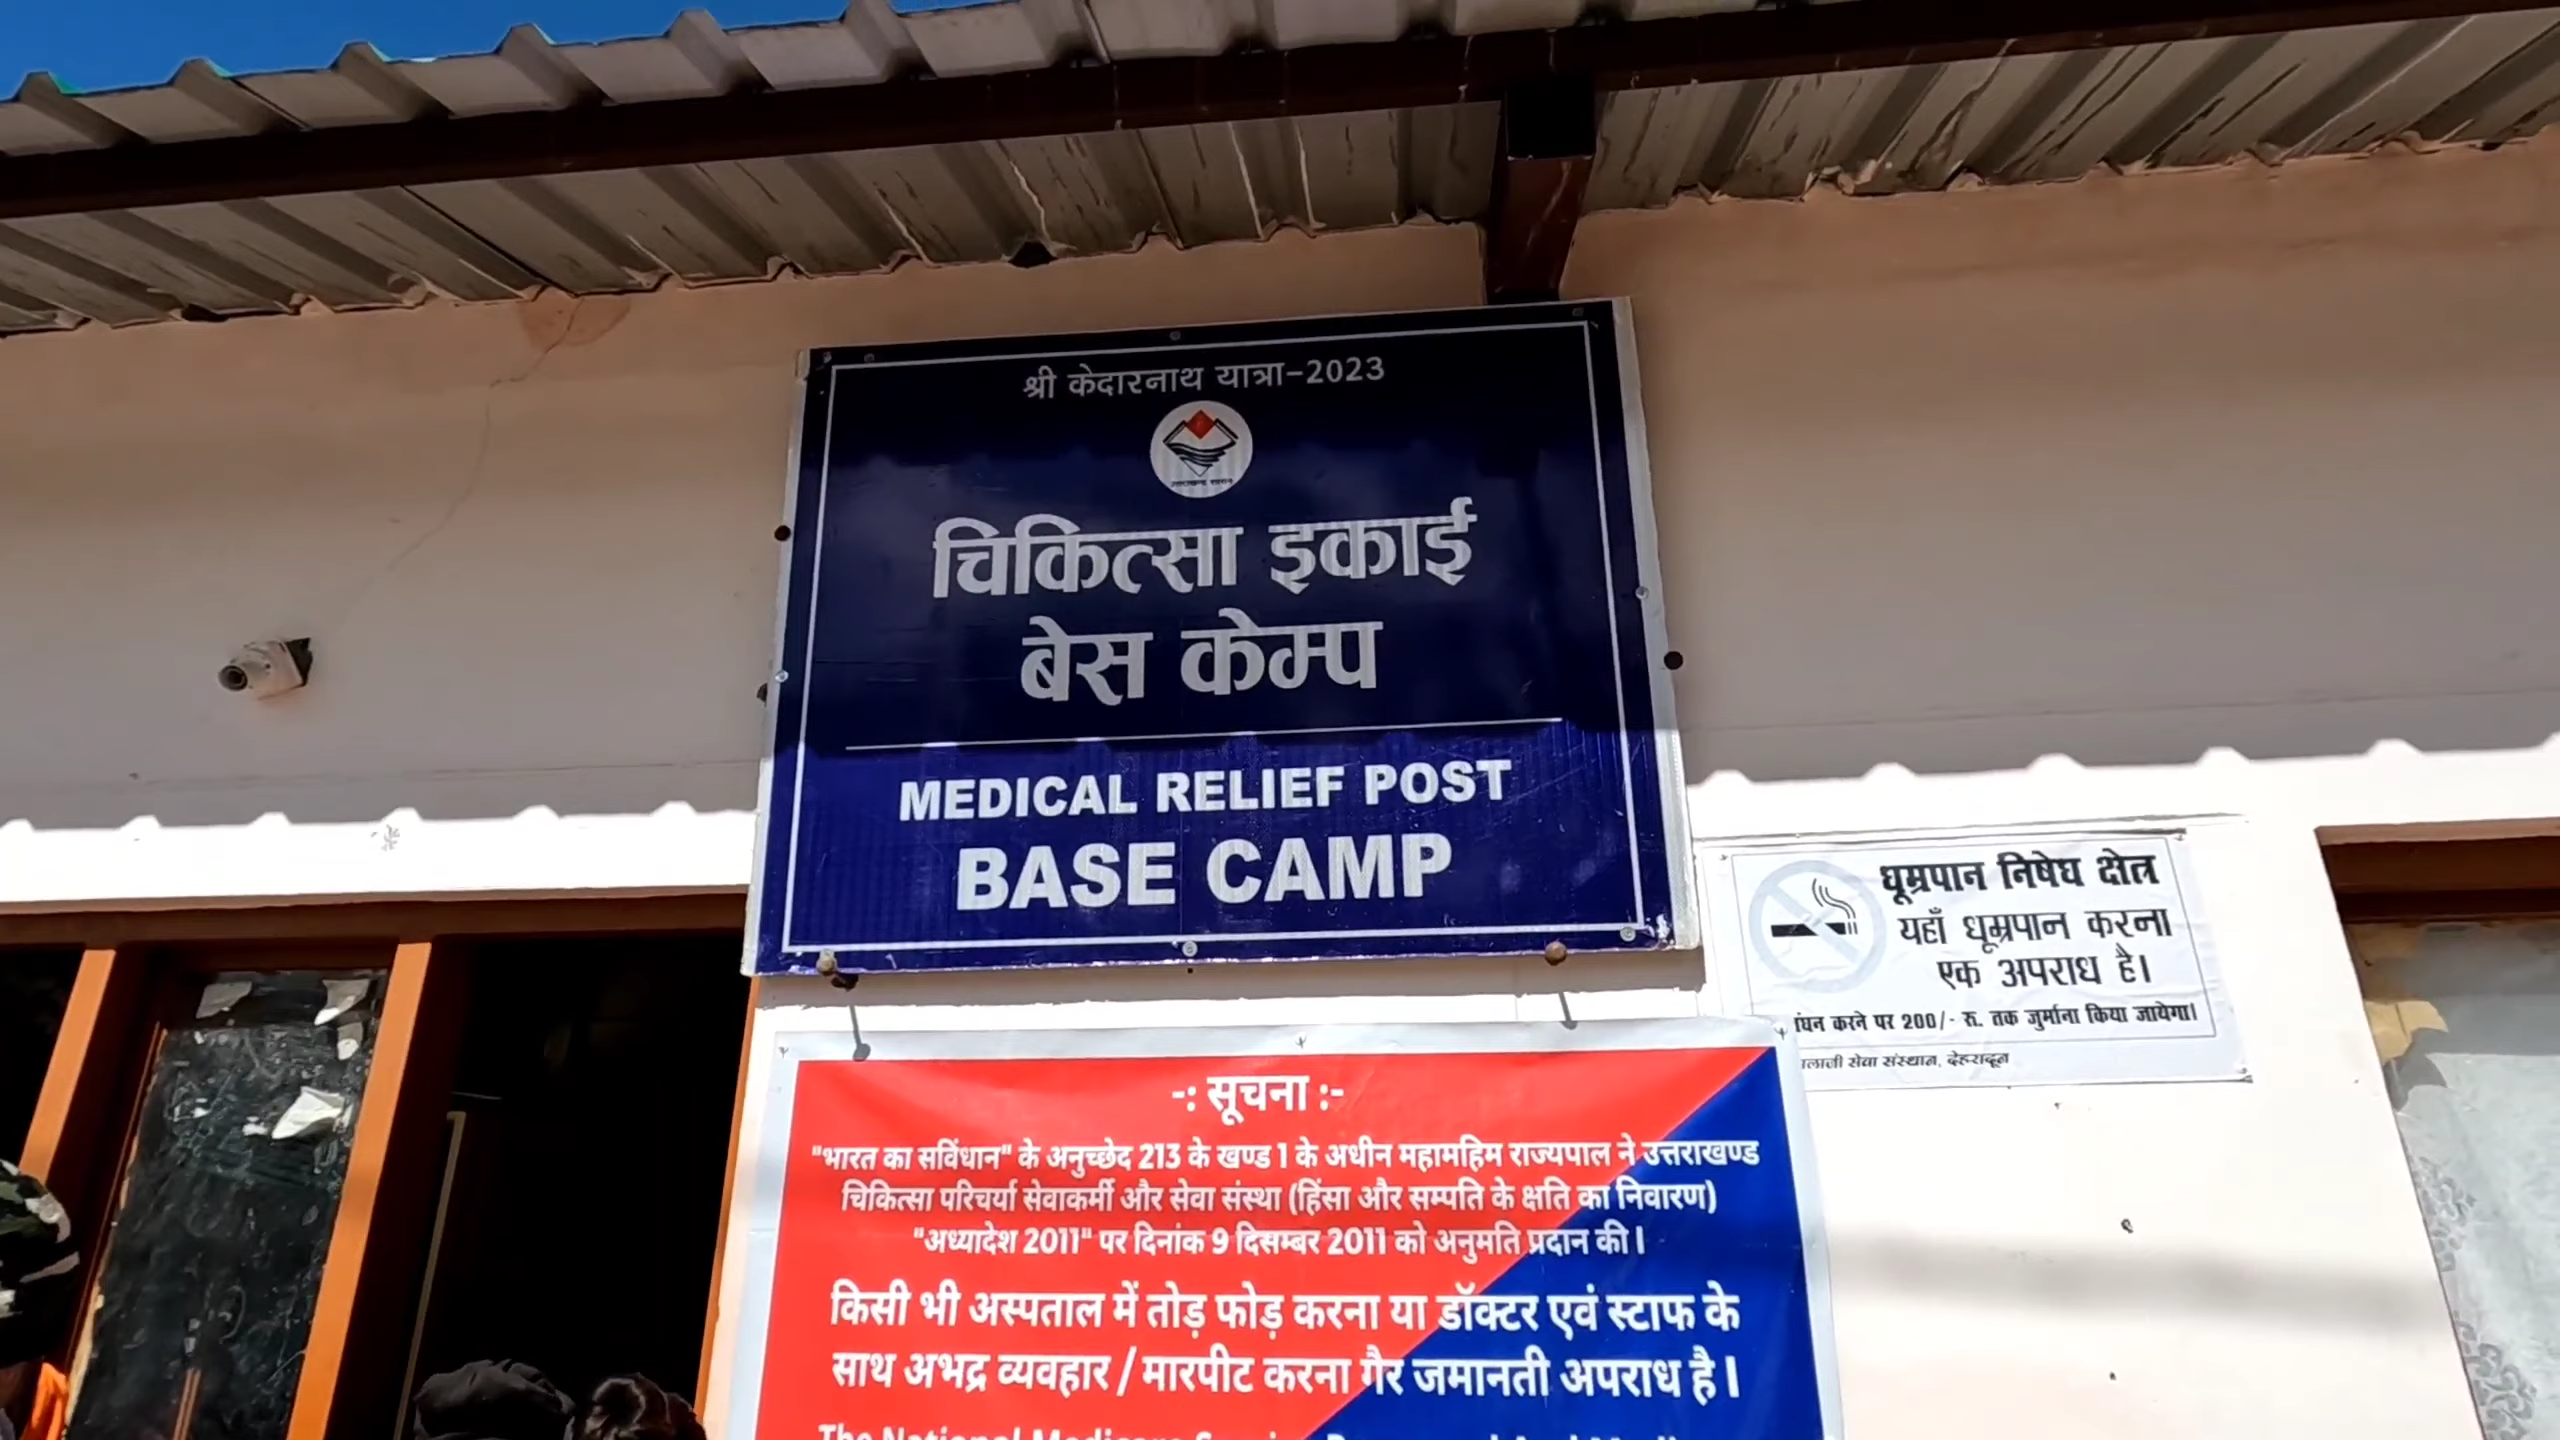 श्री केदारनाथ यात्रा-2023
चिकित्सा इकाई
बेस केम्प
MEDICAL RELIEF POST
BASE CAMP
धूम्रपान निषेध क्षेत्र
यहाँ धूम्रपान करना
एक अपराध है।
करने पर 200/- रु. तक जुर्माना किया जायेगा।
सेवा संस्थान, देहरादून
-: सूचना :-
"भारत का सविंधान" के अनुच्छेद 213 के खण्ड 1 के अधीन महामहिम राज्यपाल ने उत्तराखण्ड
चिकित्सा परिचर्या सेवाकर्मी और सेवा संस्था (हिंसा और सम्पति के क्षति का निवारण)
"अध्यादेश 2011" पर दिनांक 9 दिसम्बर 2011 को अनुमति प्रदान की।
किसी भी अस्पताल में तोड़ फोड़ करना या डॉक्टर एवं स्टाफ के
साथ अभद्र व्यवहार / मारपीट करना गैर जमानती अपराध है।
The National